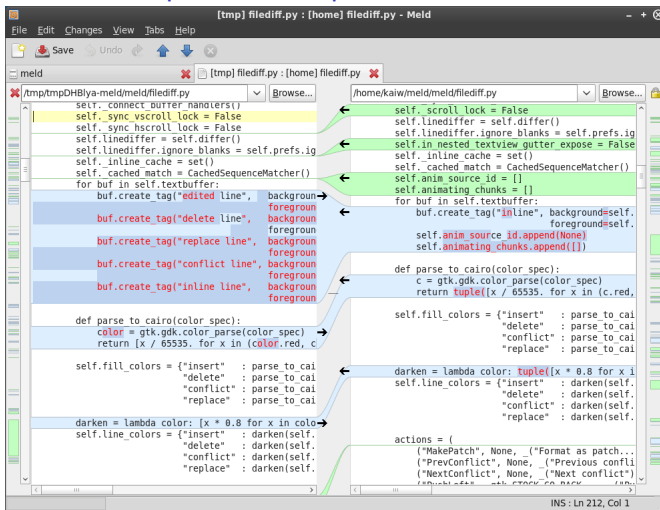 [tmp] filediff.py : [home] filediff.py - Meld
File Edit Changes View Tabs Help
Save Undo
meld
[tmp] filediff.py : [home] filediff.py
/tmp/tmpDHBlya-meld/meld/filediff.py
Browse...
/home/kaiw/meld/meld/filediff.py
Browse...
self._connect_buffer_handlers()
self._sync_vscroll_lock = False
self._sync_hscroll_lock = False
self.linediffer = self.differ()
self.linediffer.ignore_blanks = self.prefs.ig
self._inline_cache = set()
self._cached_match = CachedSequenceMatcher()
for buf in self.textbuffer:
buf.create_tag("edited line", backgroun
foregroun
buf.create_tag("delete line", backgroun
foregroun
buf.create_tag("replace line", backgroun
foregroun
buf.create_tag("conflict line", backgroun
foregroun
buf.create_tag("inline line", backgroun
foregroun
def parse_to_cairo(color_spec):
color = gtk.gdk.color_parse(color_spec)
return [x / 65535. for x in (color.red, c
self.fill_colors = {"insert" : parse_to_cai
"delete" : parse_to_cai
"conflict" : parse_to_cai
"replace" : parse_to_cai
darken = lambda color: [x * 0.8 for x in colo
self.line_colors = {"insert" : darken(self.
"delete" : darken(self.
"conflict" : darken(self.
"replace" : darken(self.
self._scroll_lock = False
self.linediffer = self.differ()
self.linediffer.ignore_blanks = self.prefs.ig
self.in_nested_textview_gutter_expose = False
self._inline_cache = set()
self._cached_match = CachedSequenceMatcher()
self.anim_source_id = []
self.animating_chunks = []
for buf in self.textbuffer:
buf.create_tag("inline", background=self.
foreground=self.
self.anim_source_id.append(None)
self.animating_chunks.append([])
def parse_to_cairo(color_spec):
c = gtk.gdk.color_parse(color_spec)
return tuple([x / 65535. for x in (c.red,
self.fill_colors = {"insert" : parse_to_cai
"delete" : parse_to_cai
"conflict" : parse_to_cai
"replace" : parse_to_cai
darken = lambda color: tuple([x * 0.8 for x i
self.line_colors = {"insert" : darken(self.
"delete" : darken(self.
"conflict" : darken(self.
"replace" : darken(self.
actions = (
("MakePatch", None, _("Format as patch...
("PrevConflict", None, _("Previous confli
("NextConflict", None, _("Next conflict")
INS : Ln 212, Col 1